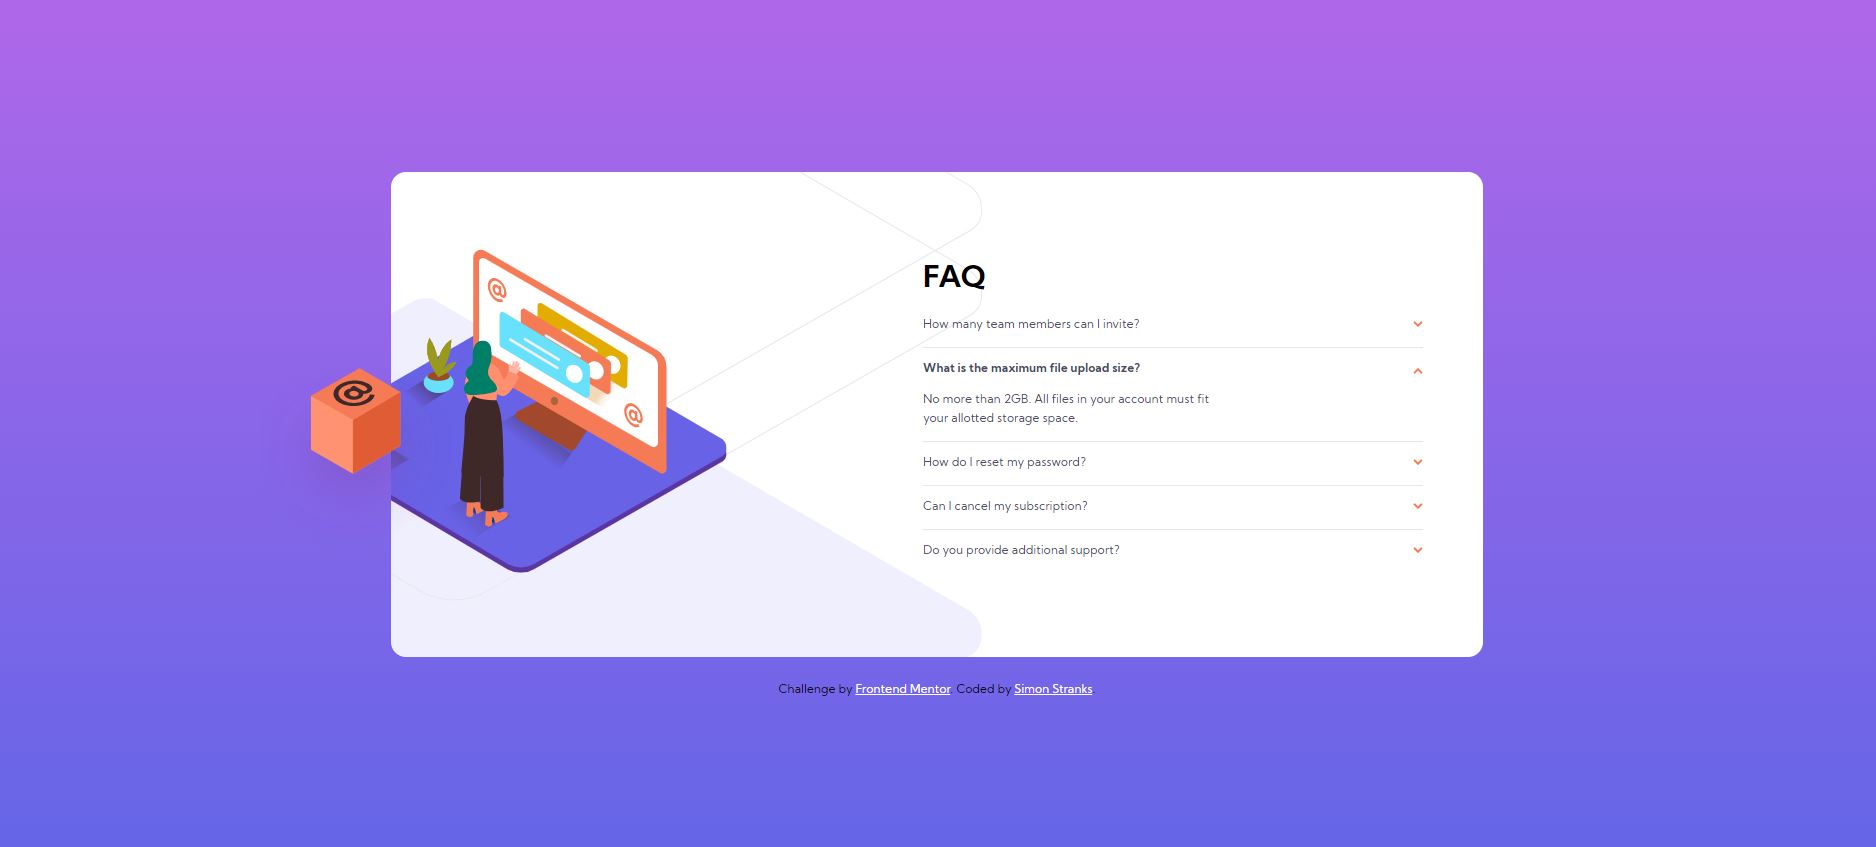 @
@
@
FAQ
How many team members can I invite?
What is the maximum file upload size?
No more than 2GB. All files in your account must fit
your allotted storage space.
How do I reset my password?
Can I cancel my subscription?
Do you provide additional support?
Challenge by Frontend Mentor. Coded by Simon Stranks.